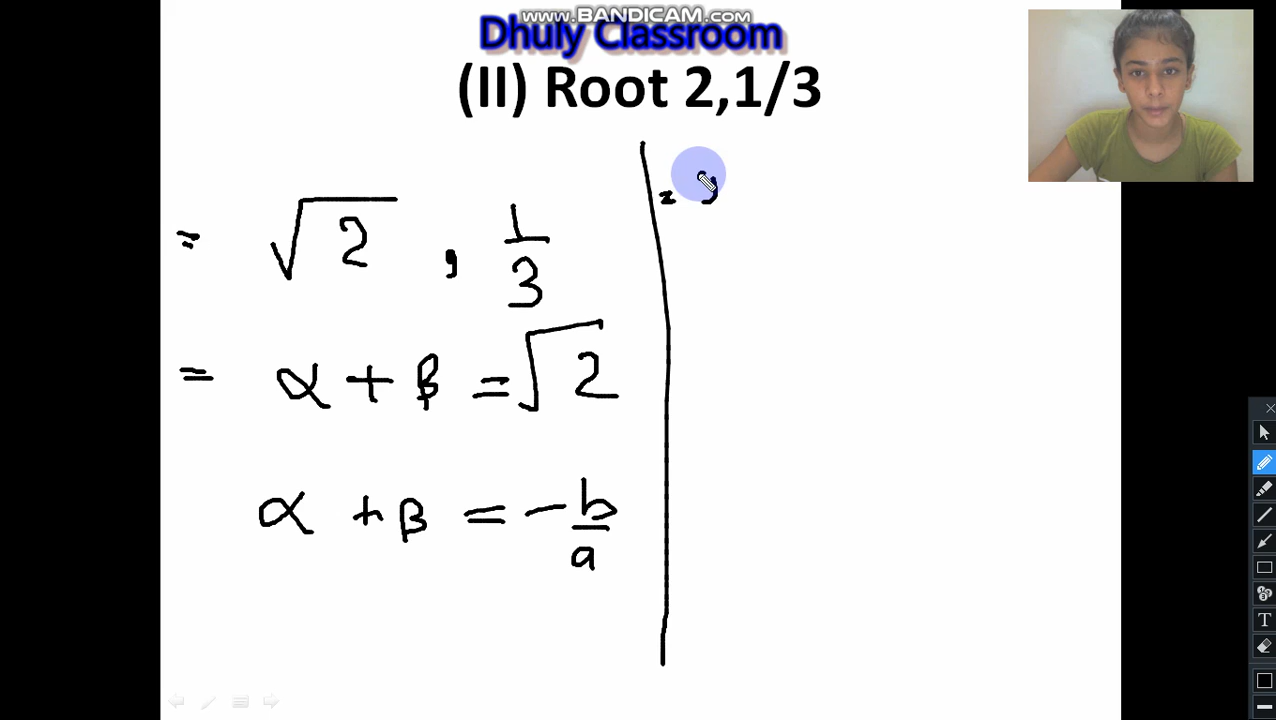 www.BANDICAM.com
Dhuly Classroom
(II) Root 2,1/3
= √2 , 1/3
= α + β = √2
α + β = -b/a
=